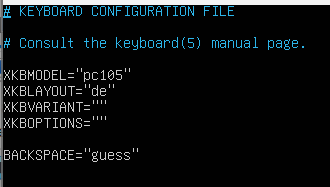 # KEYBOARD CONFIGURATION FILE
# Consult the keyboard(5) manual page.
XKBMODEL="pc105"
XKBLAYOUT="de"
XKBVARIANT=""
XKBOPTIONS=""
BACKSPACE="guess"